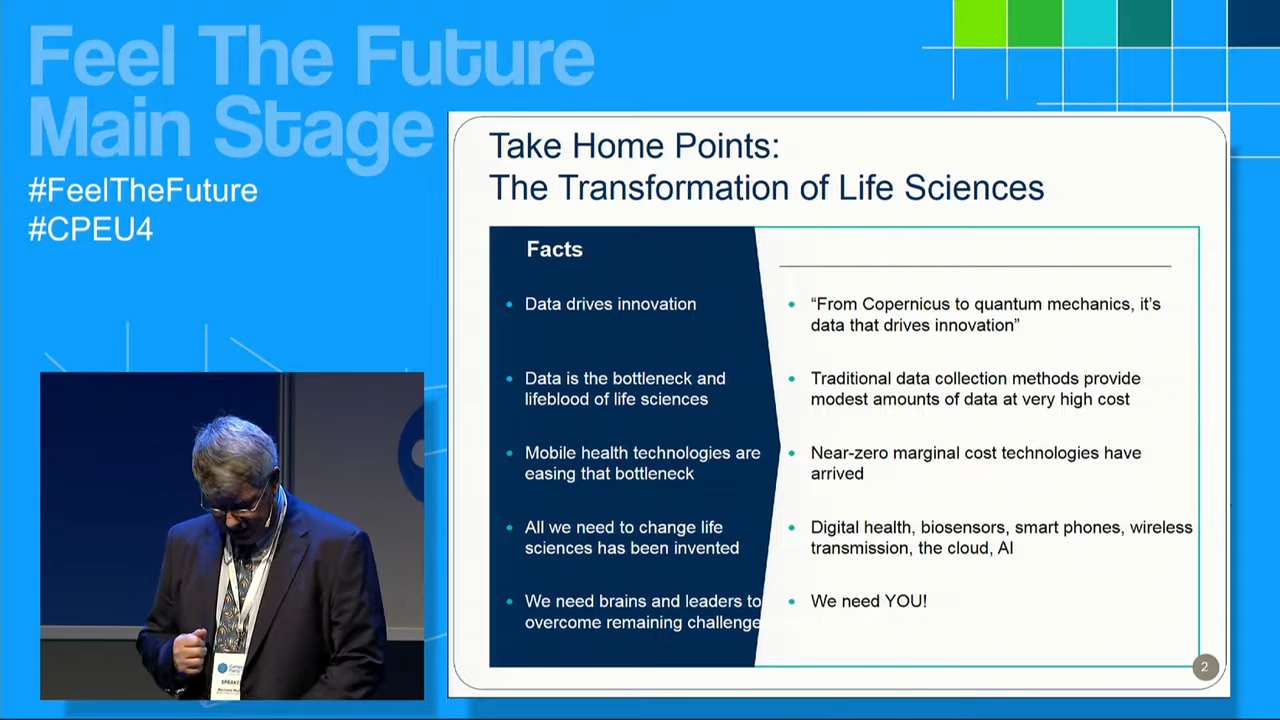 Feel The Future
Main Stage
#FeelTheFuture
#CPEU4
Take Home Points:
The Transformation of Life Sciences
Facts
• Data drives innovation
• “From Copernicus to quantum mechanics, it’s
data that drives innovation”
• Data is the bottleneck and
lifeblood of life sciences
• Traditional data collection methods provide
modest amounts of data at very high cost
• Mobile health technologies are
easing that bottleneck
• Near-zero marginal cost technologies have
arrived
• All we need to change life
sciences has been invented
• Digital health, biosensors, smart phones, wireless
transmission, the cloud, AI
• We need brains and leaders to
overcome remaining challenge
• We need YOU!
2
SPEAKE